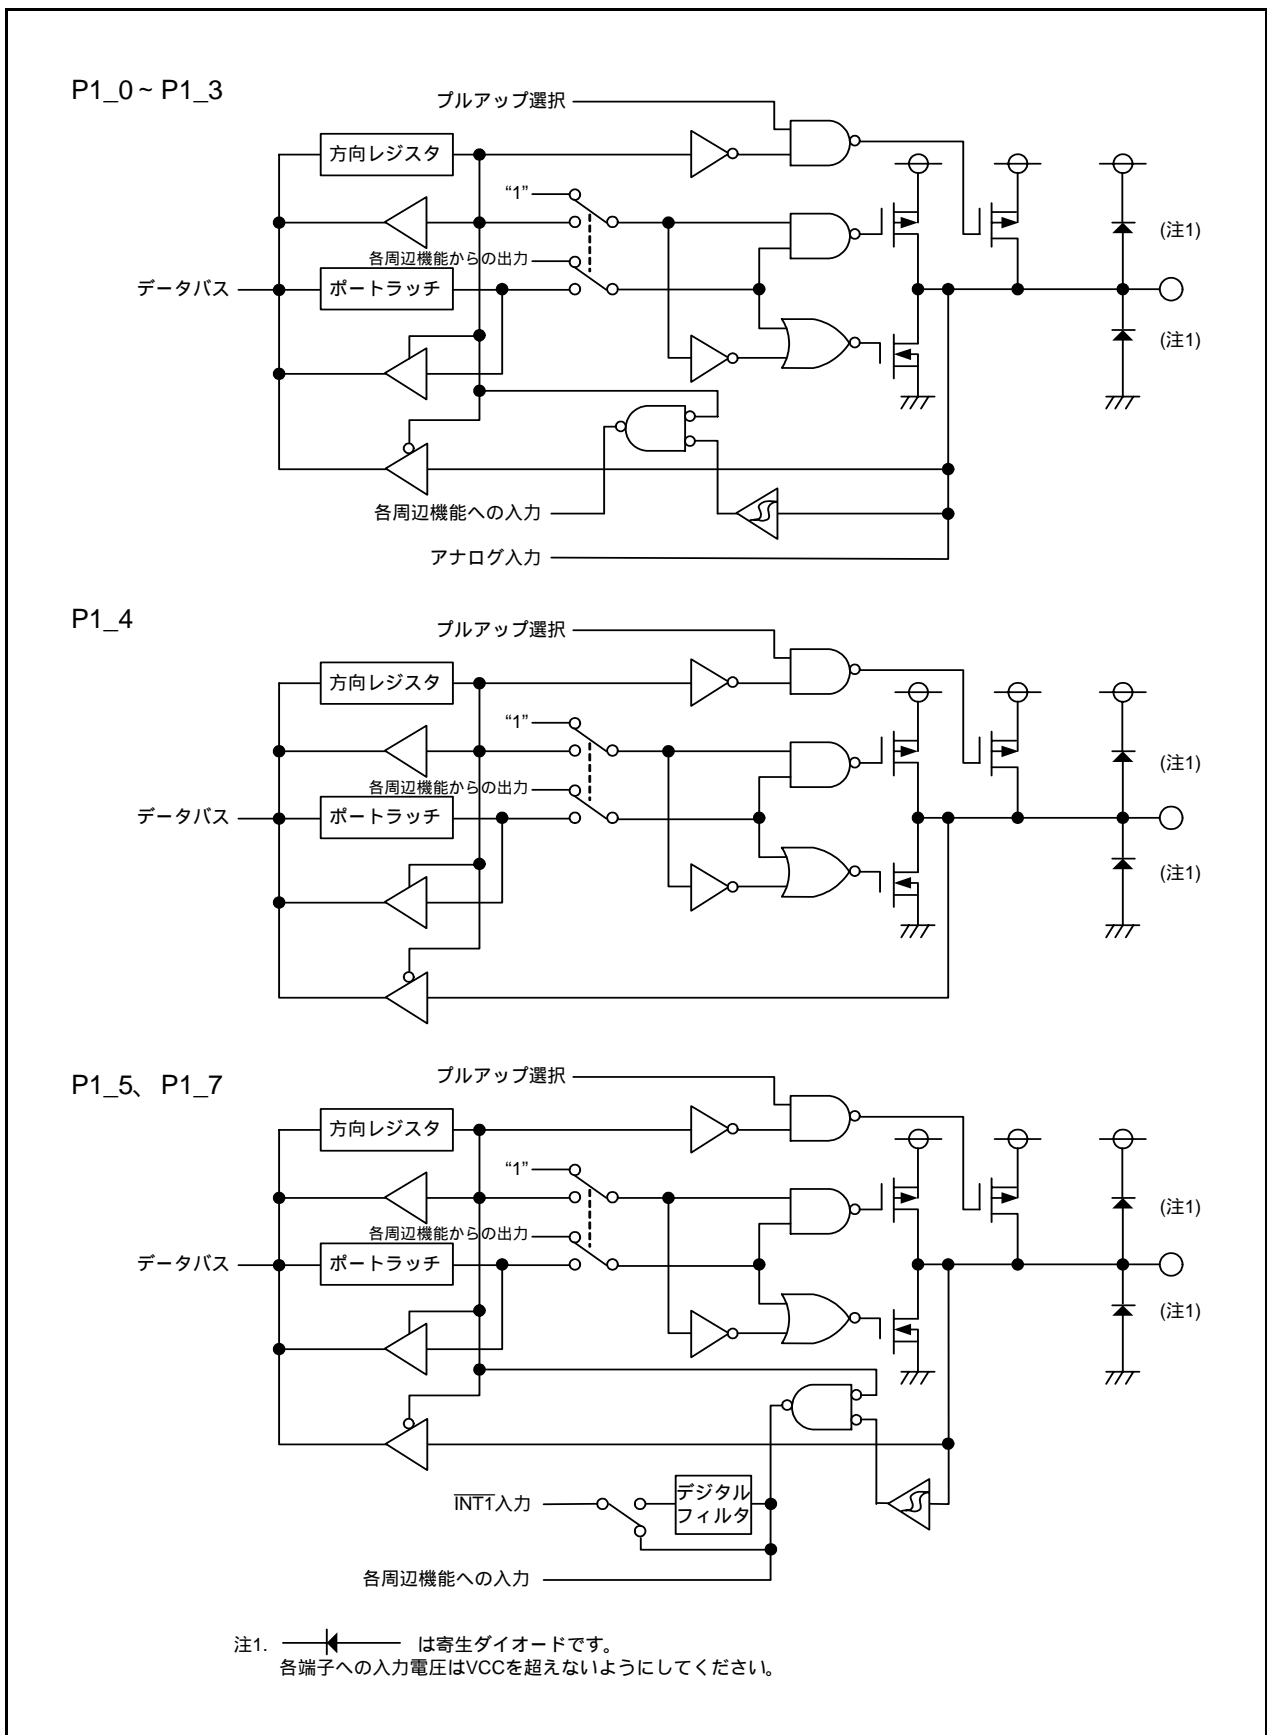 P1_0~P1_3
プルアップ選択
方向レジスタ
“1”
各周辺機能からの出力
(注1)
データバス
ポートラッチ
(注1)
各周辺機能への入力
アナログ入力
P1_4
プルアップ選択
方向レジスタ
“1”
各周辺機能からの出力
(注1)
データバス
ポートラッチ
(注1)
P1_5、P1_7
プルアップ選択
方向レジスタ
“1”
各周辺機能からの出力
(注1)
データバス
ポートラッチ
(注1)
INT1入力
デジタル
フィルタ
各周辺機能への入力
注1. は寄生ダイオードです。
各端子への入力電圧はVCCを超えないようにしてください。